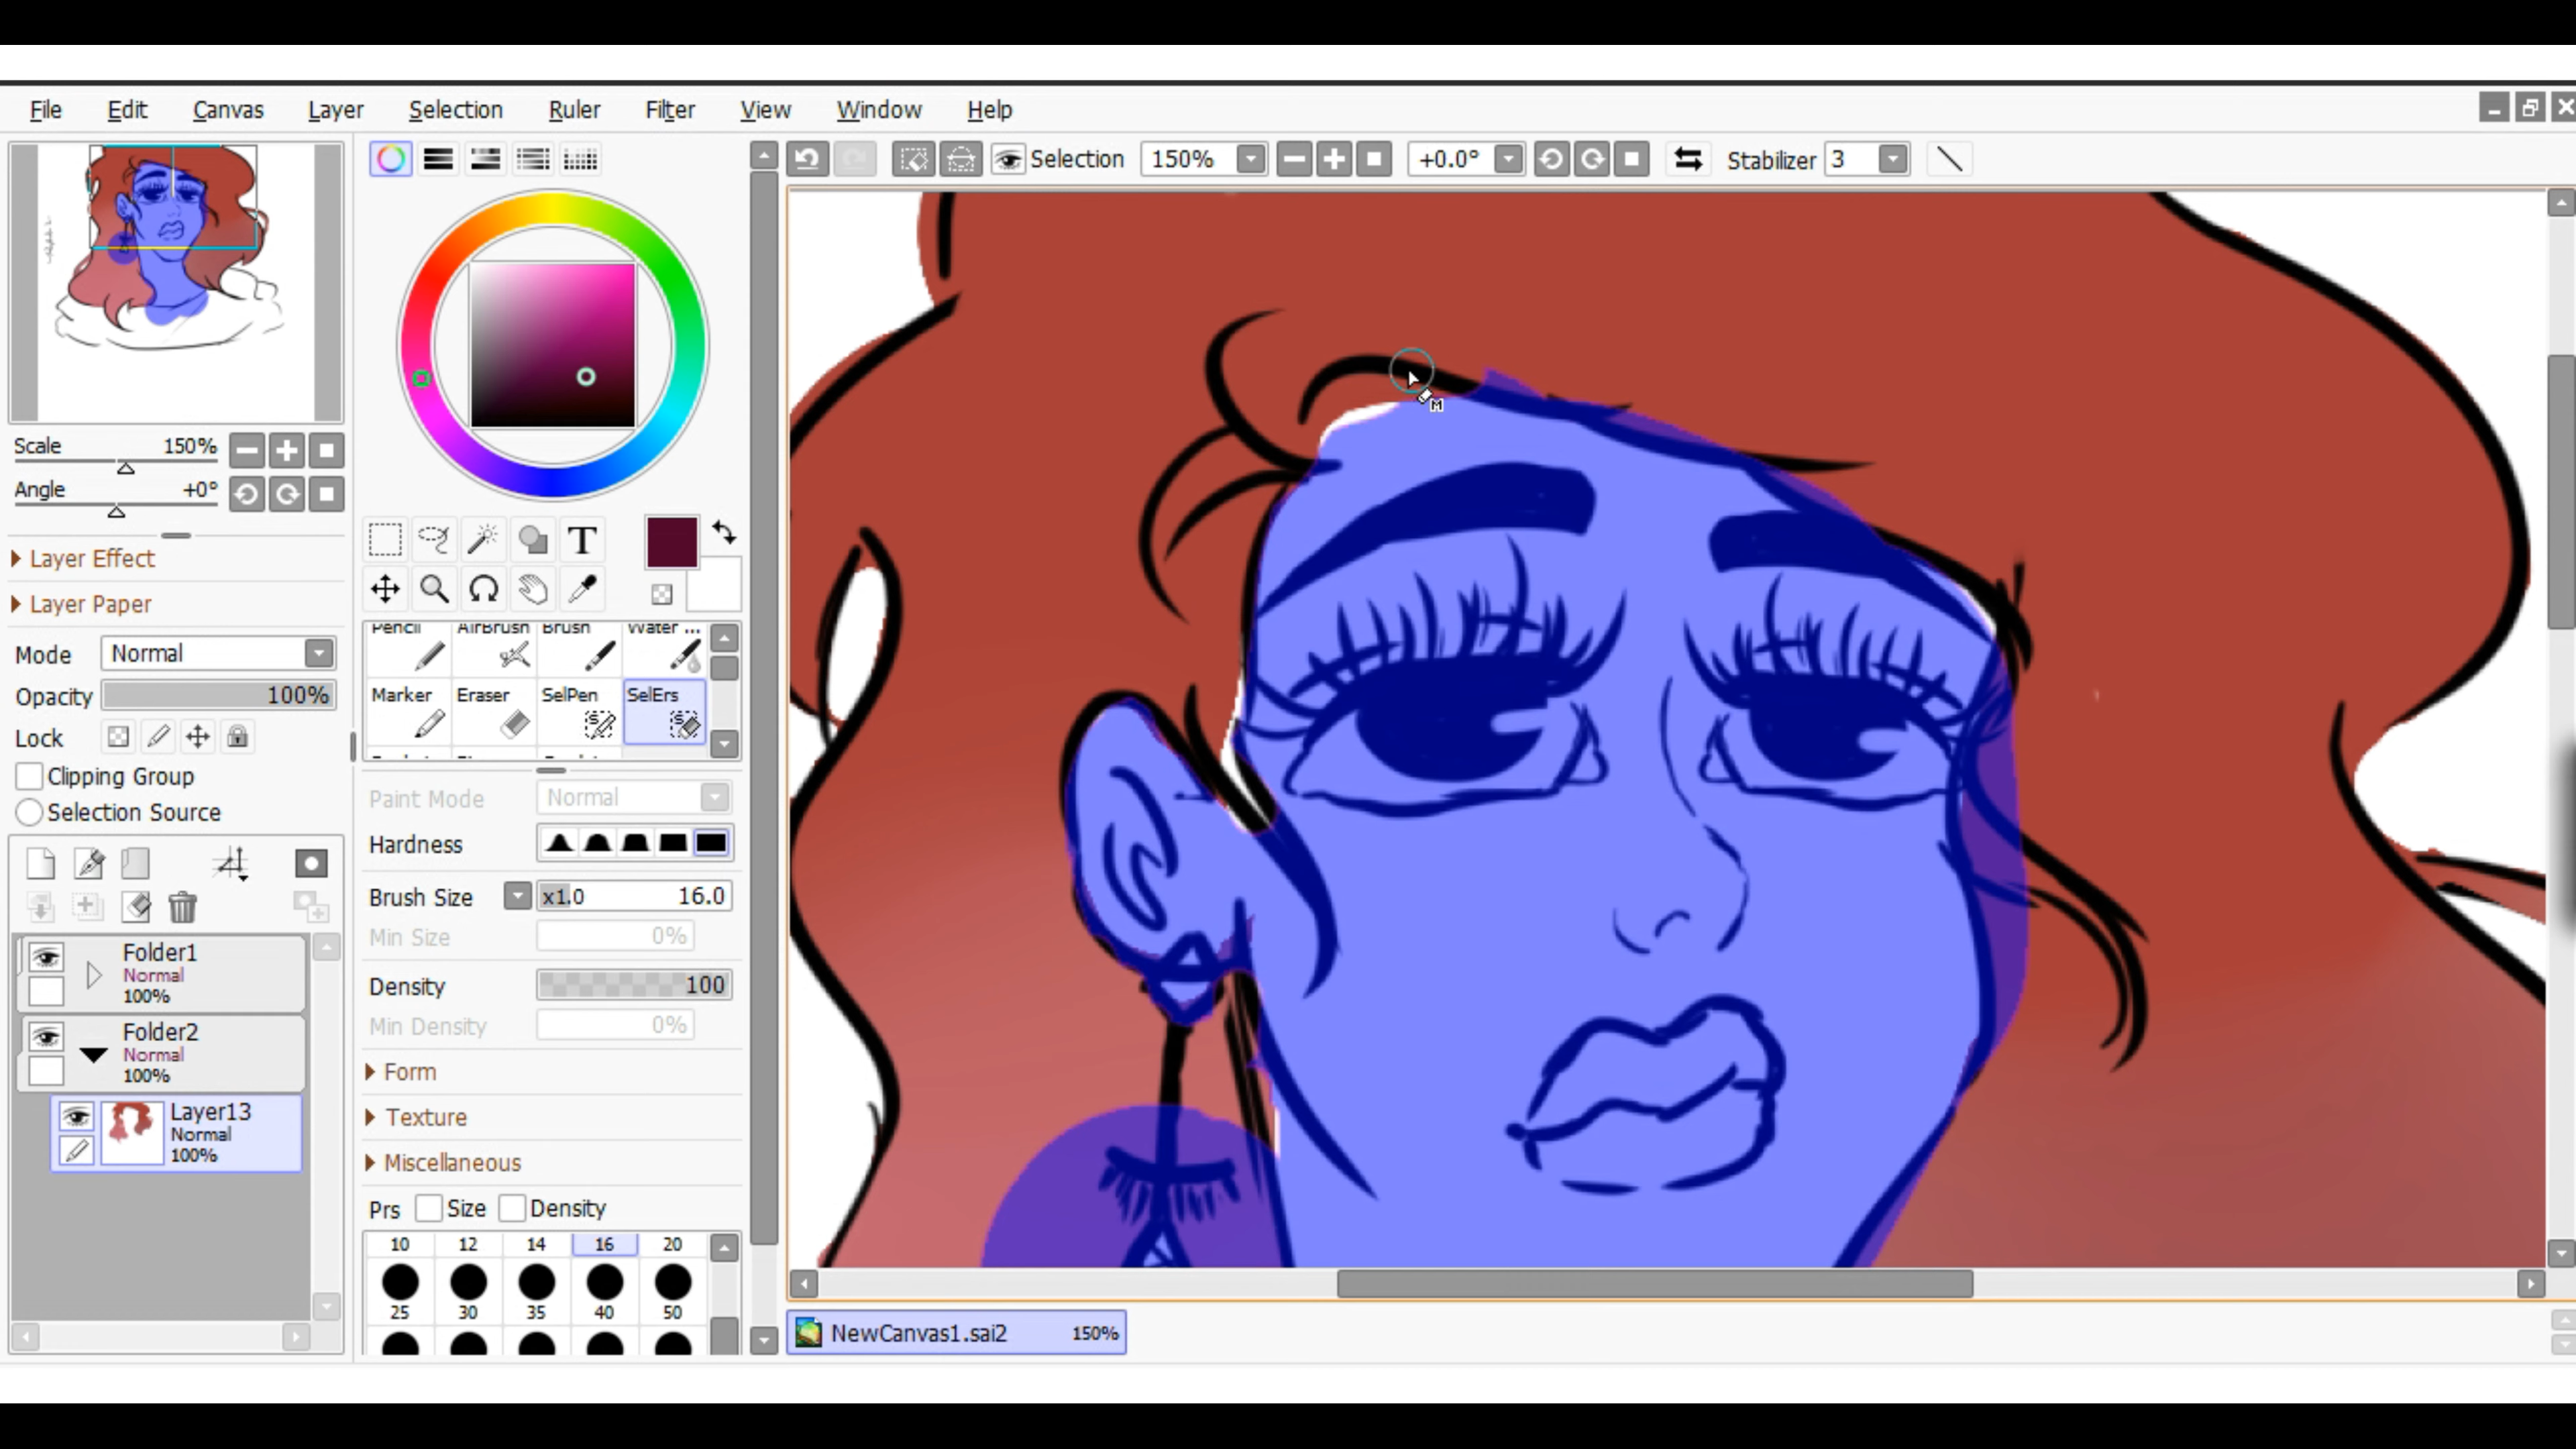 File Edit Canvas Layer Selection Ruler Filter View Window Help
Selection 150% +0.0° Stabilizer 3
Scale 150%
Angle +0°
Layer Effect
Layer Paper
Mode Normal
Opacity 100%
Lock
Clipping Group
Selection Source
Folder1
Normal
100%
Folder2
Normal
100%
Layer13
Normal
100%
T
Pencil AirBrush Brush Water ...
Marker Eraser SelPen SelErs
Paint Mode Normal
Hardness
Brush Size x1.0 16.0
Min Size 0%
Density 100
Min Density 0%
Form
Texture
Miscellaneous
Prs Size Density
10 12 14 16 20
25 30 35 40 50
M
NewCanvas1.sai2 150%